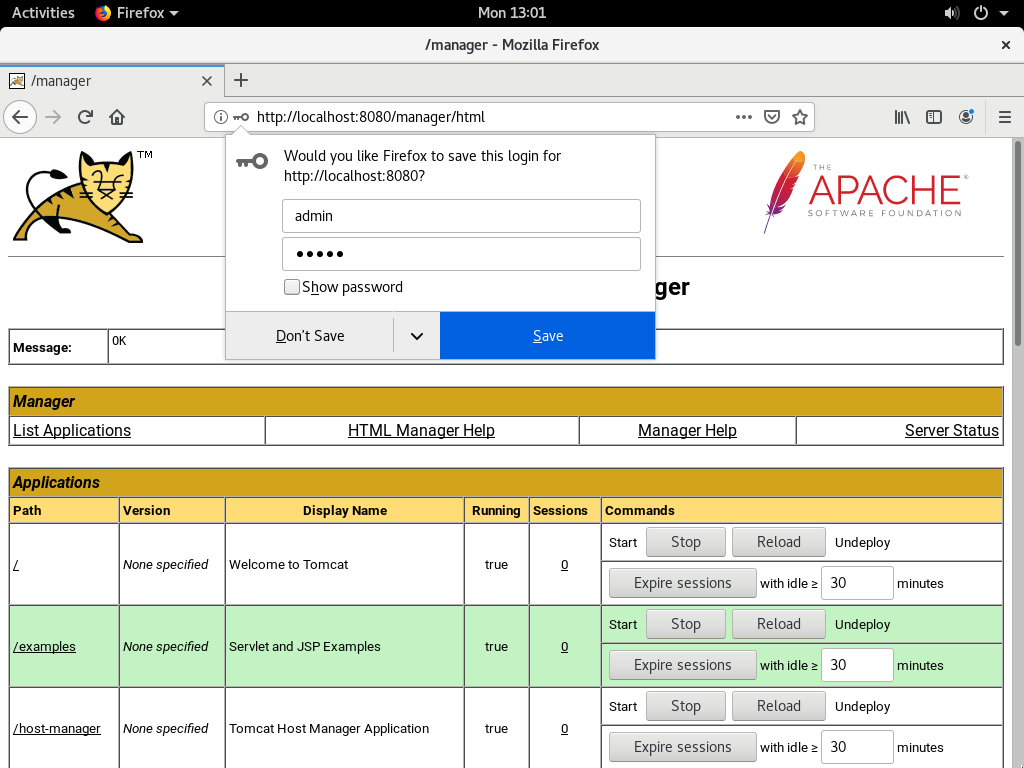 Activities Firefox Mon 13:01
/manager - Mozilla Firefox
/manager
http://localhost:8080/manager/html
Would you like Firefox to save this login for
http://localhost:8080?
admin
•••••
Show password
Don't Save Save
TM
THE
APACHE®
SOFTWARE FOUNDATION
ger
Message: OK
Manager
List Applications HTML Manager Help Manager Help Server Status
Applications
Path Version Display Name Running Sessions Commands
/ None specified Welcome to Tomcat true 0 Start Stop Reload Undeploy
Expire sessions with idle ≥ 30 minutes
/examples None specified Servlet and JSP Examples true 0 Start Stop Reload Undeploy
Expire sessions with idle ≥ 30 minutes
/host-manager None specified Tomcat Host Manager Application true 0 Start Stop Reload Undeploy
Expire sessions with idle ≥ 30 minutes